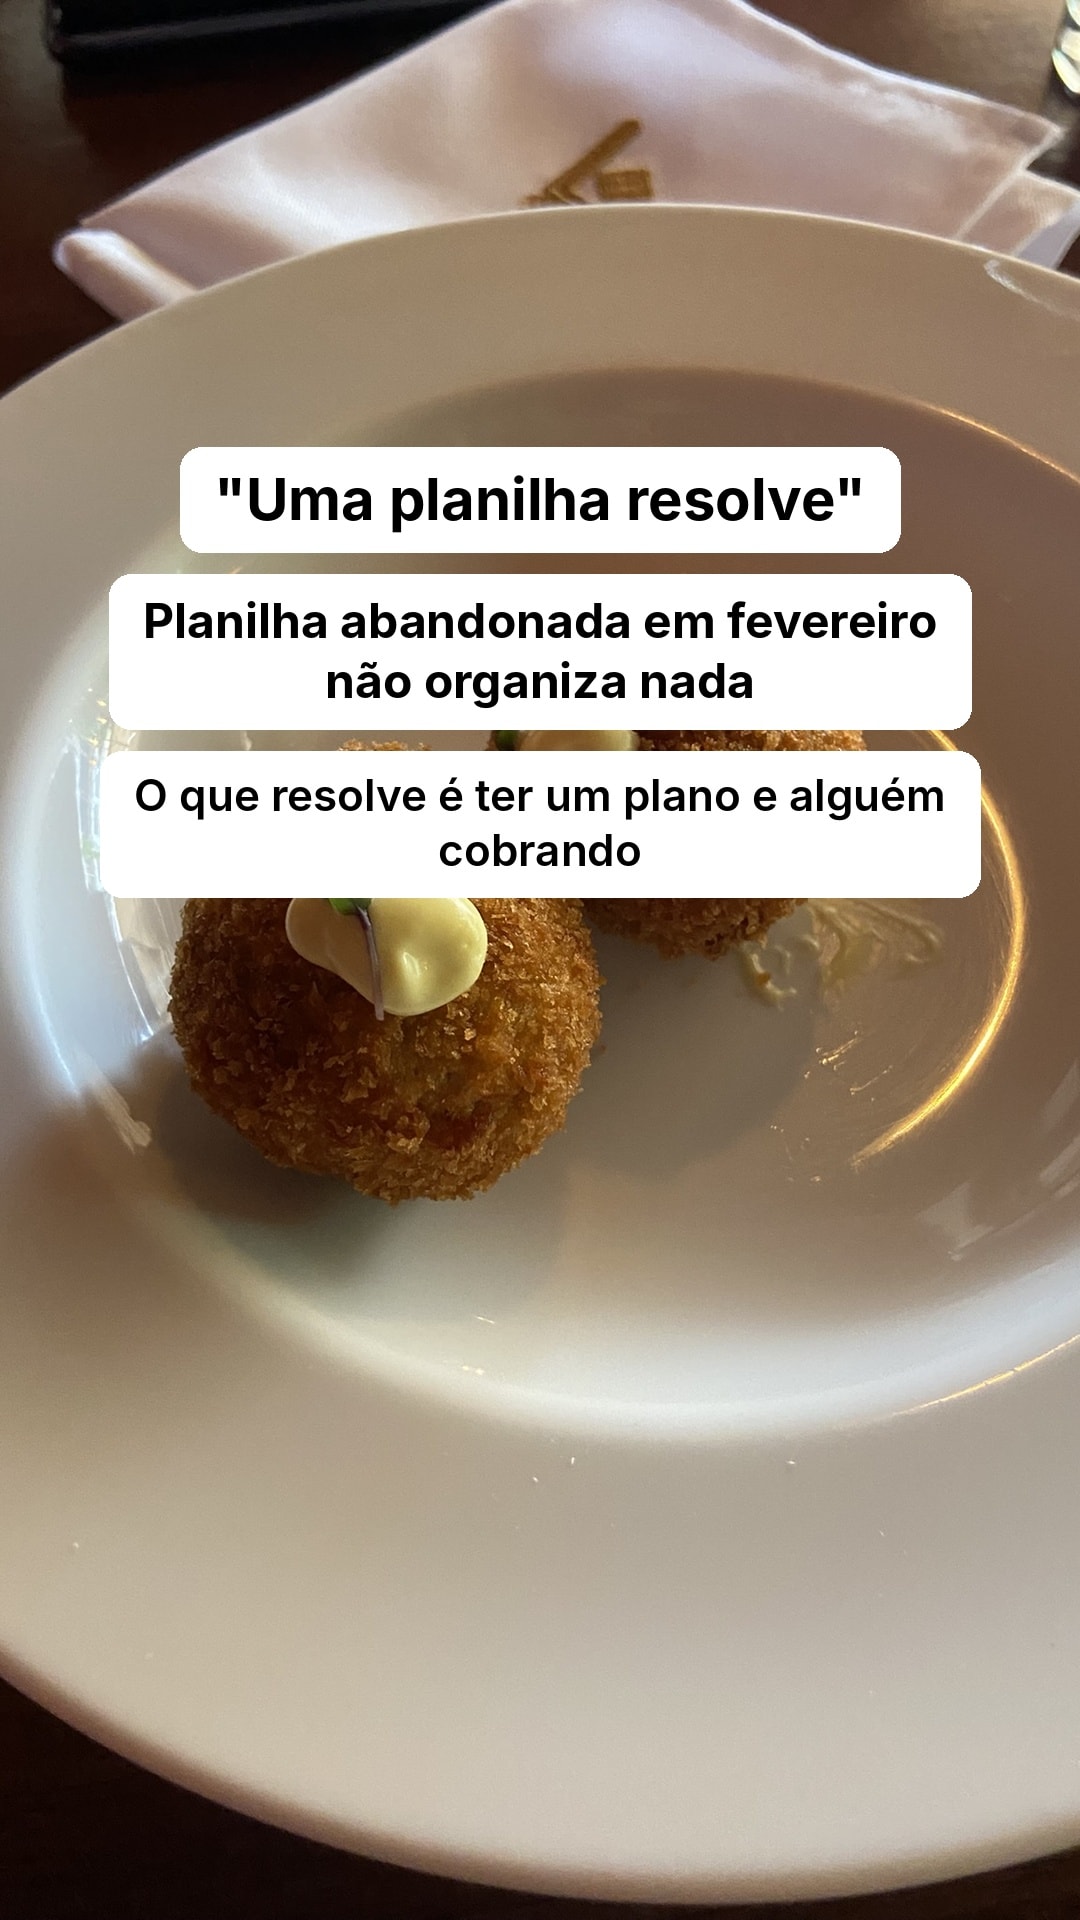 "Uma planilha resolve"
Planilha abandonada em fevereiro
não organiza nada
O que resolve é ter um plano e alguém
cobrando